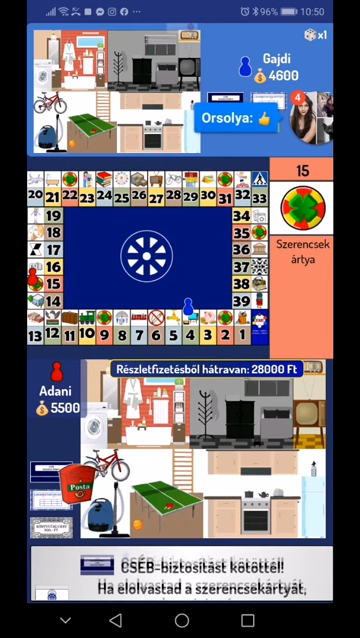 96% 10:50
x1
Gajdi
4600
Orsolya: 👍
4
15
Szerencsek
ártya
20 21 22 23 24 25 26 27 28 29 30 31 32 33
19 34
18 35
17 36
16 37
15 38
14 39
13 12 11 10 9 8 7 6 5 4 3 2 1
Részletfizetésből hátravan: 28000 Ft
Adani
5500
Posta
CSÉB-biztosítást kötöttél!
Ha elolvastad a szerencsekártyát,